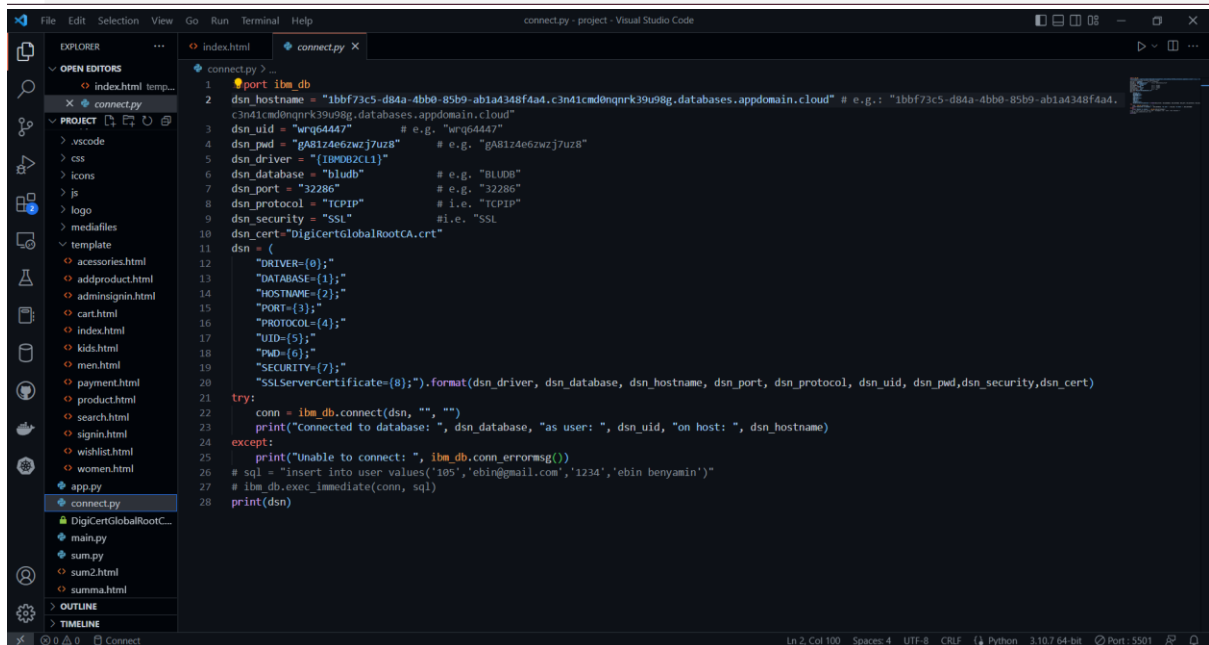 File Edit Selection View Go Run Terminal Help
connect.py - project - Visual Studio Code
EXPLORER
OPEN EDITORS
index.html temp...
connect.py
PROJECT
.vscode
css
icons
js
logo
mediafiles
template
acessories.html
addproduct.html
adminsignin.html
cart.html
index.html
kids.html
men.html
payment.html
product.html
search.html
signin.html
wishlist.html
women.html
app.py
connect.py
DigiCertGlobalRootC...
main.py
sum.py
sum2.html
summa.html
OUTLINE
TIMELINE
2
index.html connect.py
connect.py > ...
1 port ibm_db
2 dsn_hostname = "1bbf73c5-d84a-4bb0-85b9-ab1a4348f4a4.c3n41cmd0nqnrk39u98g.databases.appdomain.cloud" # e.g.: "1bbf73c5-d84a-4bb0-85b9-ab1a4348f4a4.
c3n41cmd0nqnrk39u98g.databases.appdomain.cloud"
3 dsn_uid = "wrq64447" # e.g. "wrq64447"
4 dsn_pwd = "gA81z4e6zwzj7uz8" # e.g. "gA81z4e6zwzj7uz8"
5 dsn_driver = "{IBMDB2CL1}"
6 dsn_database = "bludb" # e.g. "BLUDB"
7 dsn_port = "32286" # e.g. "32286"
8 dsn_protocol = "TCPIP" # i.e. "TCPIP"
9 dsn_security = "SSL" #i.e. "SSL
10 dsn_cert="DigiCertGlobalRootCA.crt"
11 dsn = (
12 "DRIVER={0};"
13 "DATABASE={1};"
14 "HOSTNAME={2};"
15 "PORT={3};"
16 "PROTOCOL={4};"
17 "UID={5};"
18 "PWD={6};"
19 "SECURITY={7};"
20 "SSLServerCertificate={8};").format(dsn_driver, dsn_database, dsn_hostname, dsn_port, dsn_protocol, dsn_uid, dsn_pwd,dsn_security,dsn_cert)
21 try:
22 conn = ibm_db.connect(dsn, "", "")
23 print("Connected to database: ", dsn_database, "as user: ", dsn_uid, "on host: ", dsn_hostname)
24 except:
25 print("Unable to connect: ", ibm_db.conn_errormsg())
26 # sql = "insert into user values('105','ebin@gmail.com','1234','ebin benyamin')"
27 # ibm_db.exec_immediate(conn, sql)
28 print(dsn)
0 0 Connect
Ln 2, Col 100 Spaces: 4 UTF-8 CRLF Python 3.10.7 64-bit Port : 5501